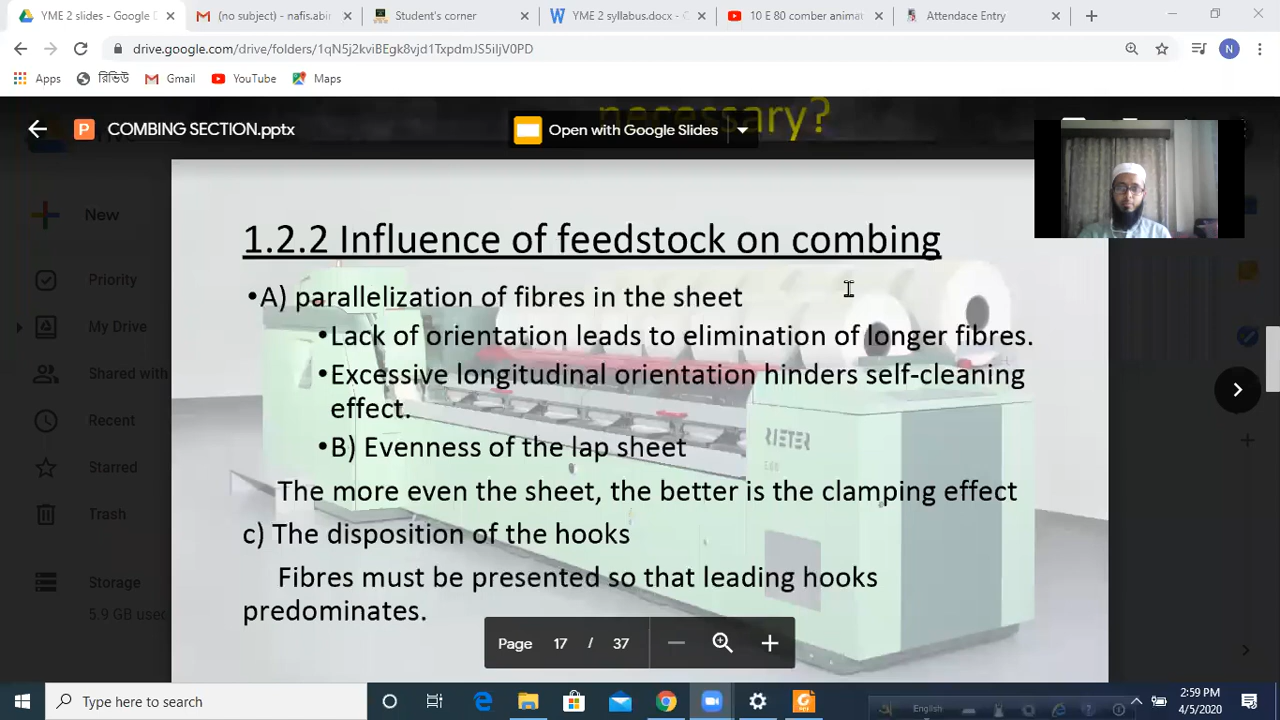 YME 2 slides - Google D
(no subject) - nafis.abir
Student's corner
YME 2 syllabus.docx - G
10 E 80 comber animat
Attendace Entry
drive.google.com/drive/folders/1qN5j2kviBEgk8vjd1TxpdmJS5iljV0PD
N
Apps
রিভিউ
Gmail
YouTube
Maps
necessary?
P
COMBING SECTION.pptx
Open with Google Slides
New
Priority
My Drive
Shared with
Recent
Starred
Trash
Storage
5.9 GB used
1.2.2 Influence of feedstock on combing
•A) parallelization of fibres in the sheet
•Lack of orientation leads to elimination of longer fibres.
•Excessive longitudinal orientation hinders self-cleaning
effect.
•B) Evenness of the lap sheet
The more even the sheet, the better is the clamping effect
c) The disposition of the hooks
Fibres must be presented so that leading hooks
predominates.
RIETER
Page 17 / 37
Type here to search
English
2:59 PM
4/5/2020